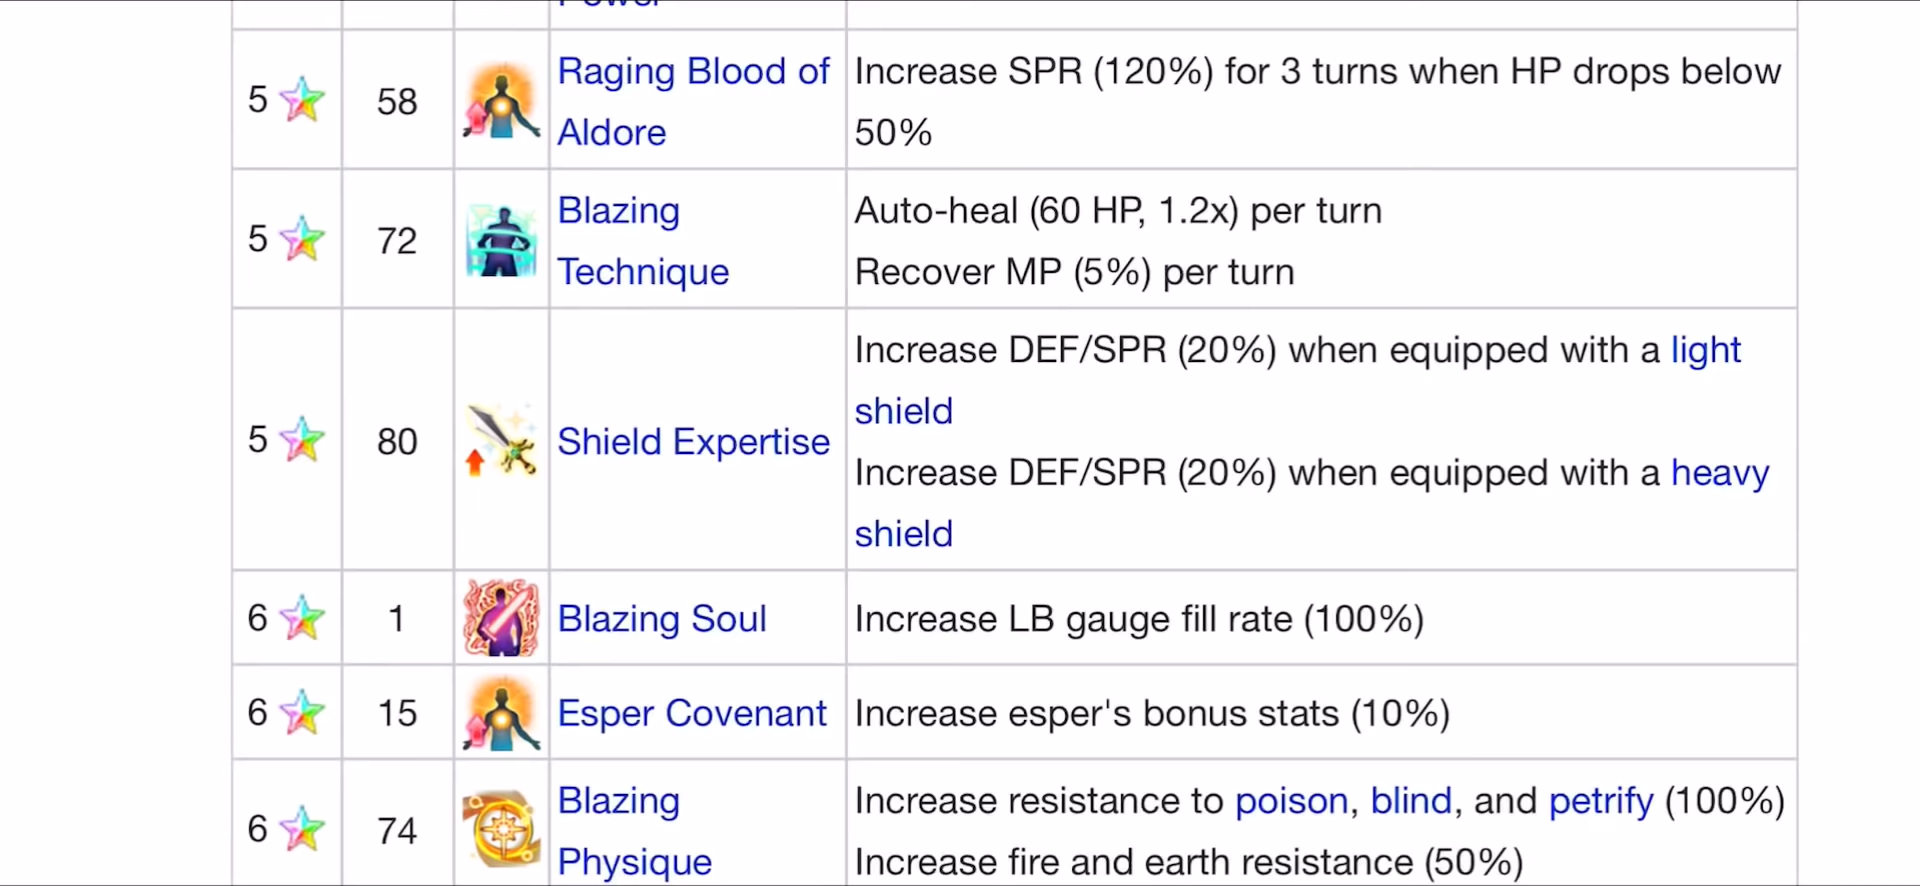 Power
5 58 Raging Blood of Increase SPR (120%) for 3 turns when HP drops below
Aldore 50%
5 72 Blazing Auto-heal (60 HP, 1.2x) per turn
Technique Recover MP (5%) per turn
Increase DEF/SPR (20%) when equipped with a light
shield
5 80 Shield Expertise
Increase DEF/SPR (20%) when equipped with a heavy
shield
6 1 Blazing Soul Increase LB gauge fill rate (100%)
6 15 Esper Covenant Increase esper's bonus stats (10%)
6 74 Blazing Increase resistance to poison, blind, and petrify (100%)
Physique Increase fire and earth resistance (50%)